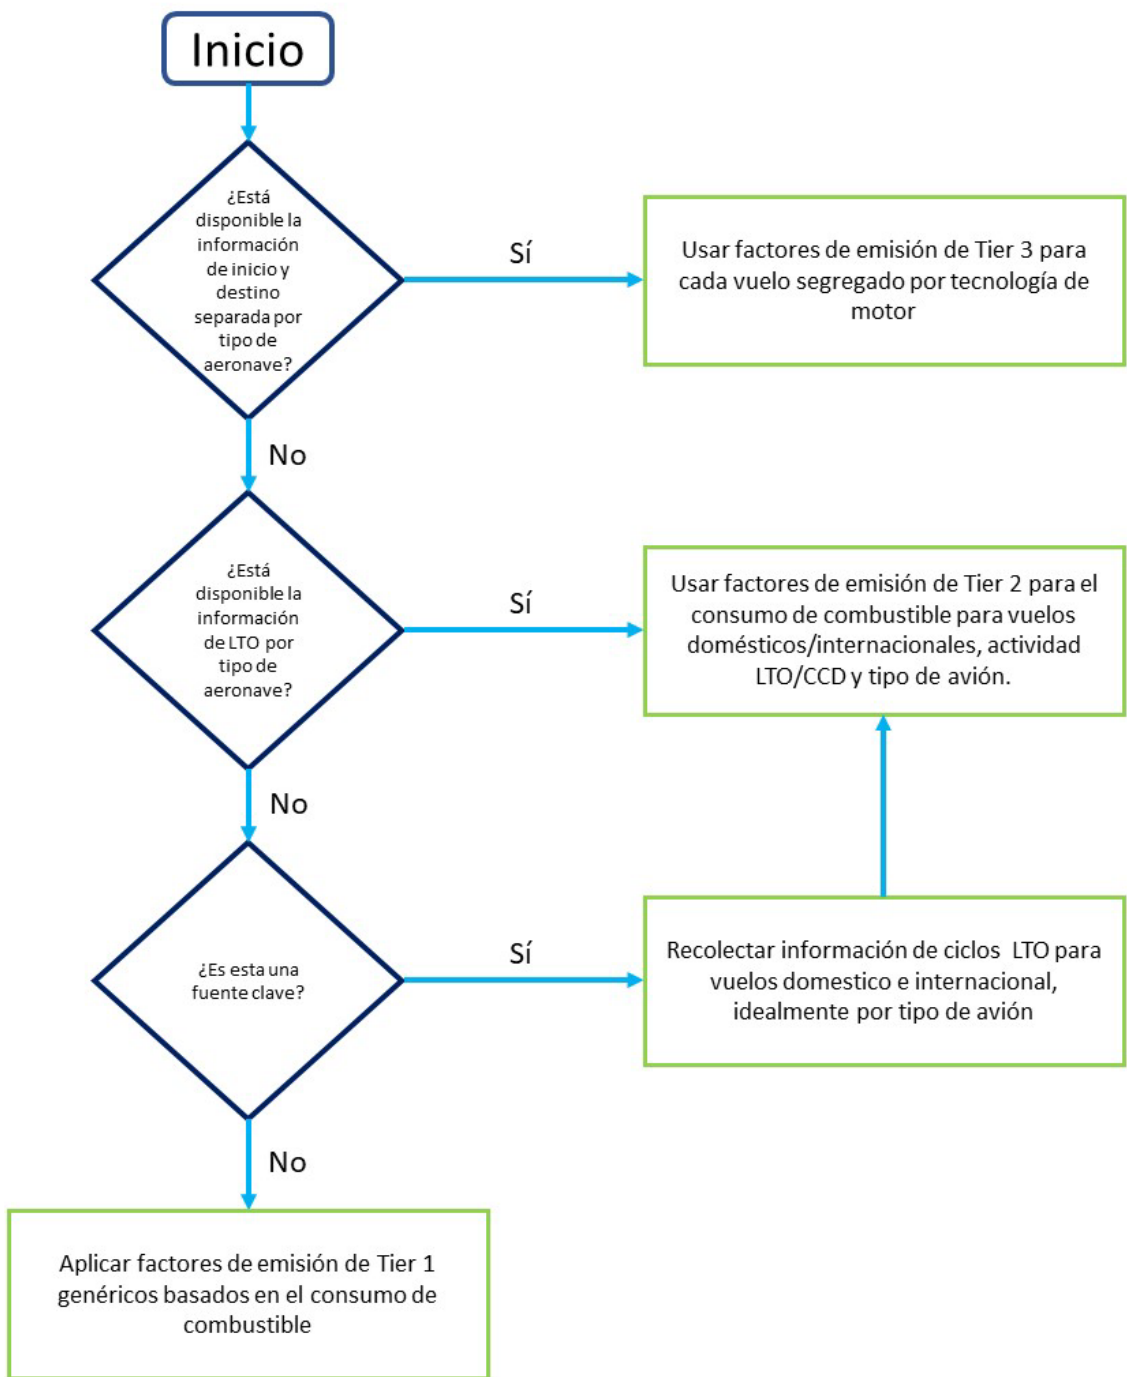 Inicio
¿Está
disponible la
información
de inicio y
destino
separada por
tipo de
aeronave?
Sí
Usar factores de emisión de Tier 3 para
cada vuelo segregado por tecnología de
motor
No
¿Está
disponible la
información
de LTO por
tipo de
aeronave?
Sí
Usar factores de emisión de Tier 2 para el
consumo de combustible para vuelos
domésticos/internacionales, actividad
LTO/CCD y tipo de avión.
No
¿Es esta una
fuente clave?
Sí
Recolectar información de ciclos LTO para
vuelos domestico e internacional,
idealmente por tipo de avión
No
Aplicar factores de emisión de Tier 1
genéricos basados en el consumo de
combustible